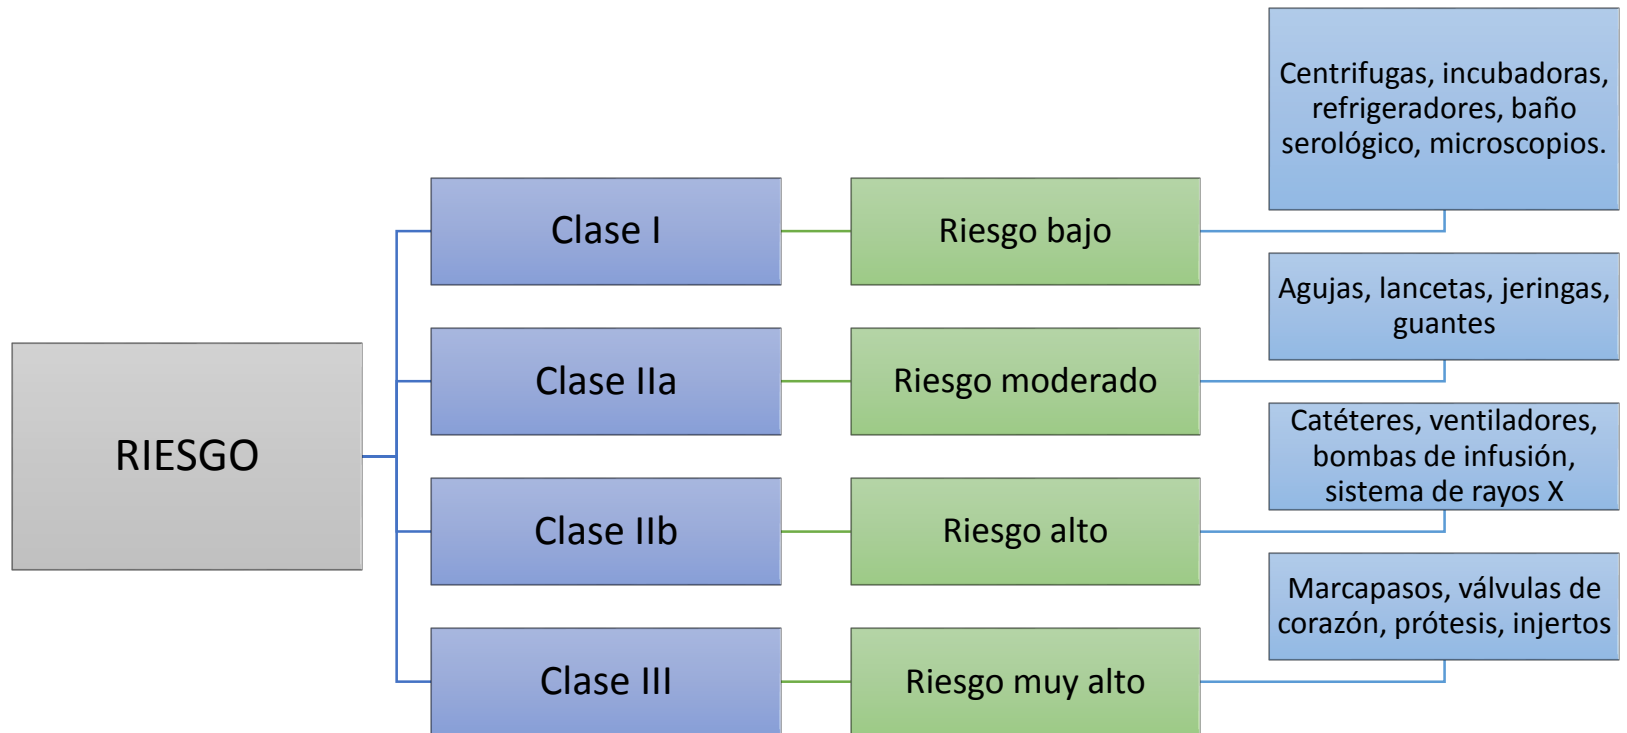 RIESGO
Clase I
Riesgo bajo
Centrifugas, incubadoras,
refrigeradores, baño
serológico, microscopios.
Clase IIa
Riesgo moderado
Agujas, lancetas, jeringas,
guantes
Clase IIb
Riesgo alto
Catéteres, ventiladores,
bombas de infusión,
sistema de rayos X
Clase III
Riesgo muy alto
Marcapasos, válvulas de
corazón, prótesis, injertos